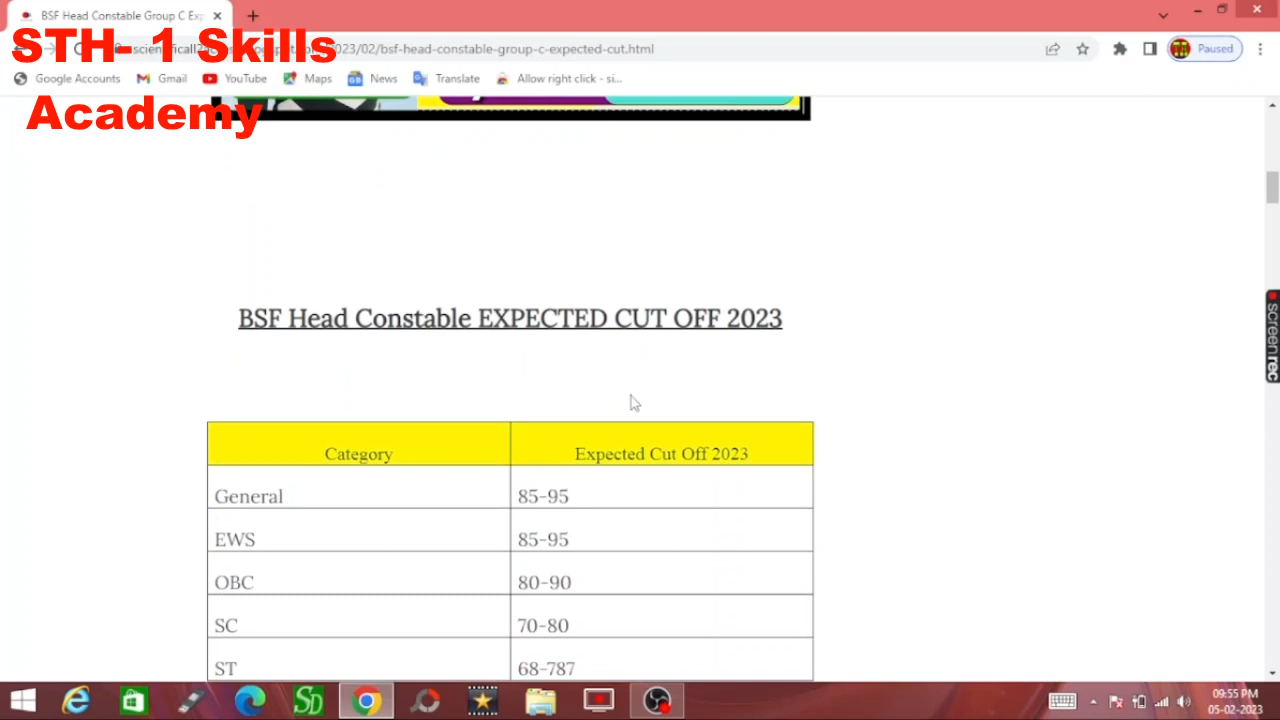 BSF Head Constable Group C Exp
STH- 1 Skills
2023/02/bsf-head-constable-group-c-expected-cut.html
Paused
Google Accounts
Gmail
YouTube
Maps
News
Translate
Allow right click - si...
Academy
BSF Head Constable EXPECTED CUT OFF 2023
Category Expected Cut Off 2023
General 85-95
EWS 85-95
OBC 80-90
SC 70-80
ST 68-787
screenrec
SD
09:55 PM
05-02-2023